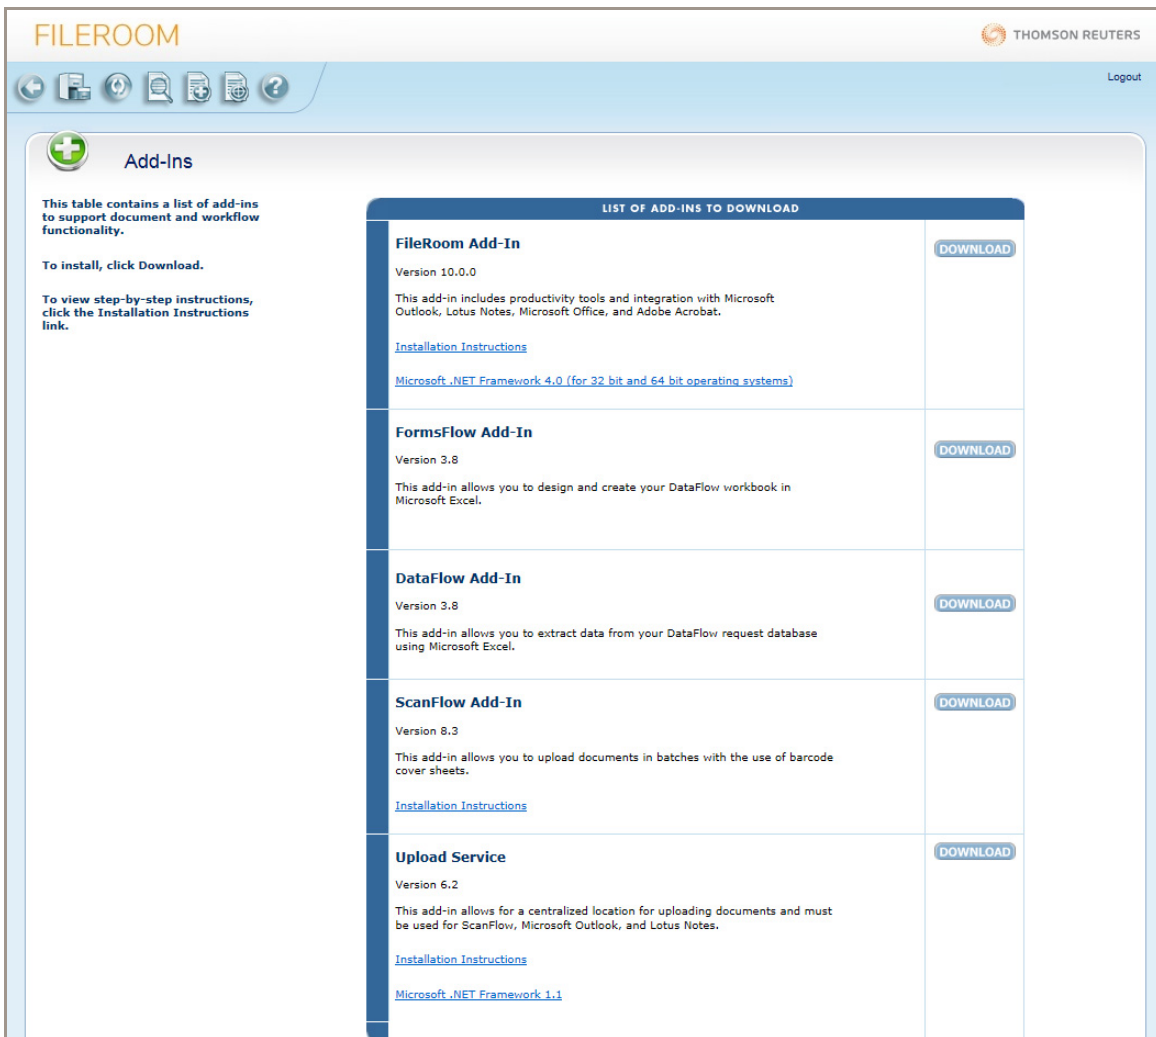 FILEROOM
THOMSON REUTERS
Logout
Add-Ins
This table contains a list of add-ins
to support document and workflow
functionality.
To install, click Download.
To view step-by-step instructions,
click the Installation Instructions
link.
LIST OF ADD-INS TO DOWNLOAD
FileRoom Add-In
DOWNLOAD
Version 10.0.0
This add-in includes productivity tools and integration with Microsoft
Outlook, Lotus Notes, Microsoft Office, and Adobe Acrobat.
Installation Instructions
Microsoft .NET Framework 4.0 (for 32 bit and 64 bit operating systems)
FormsFlow Add-In
DOWNLOAD
Version 3.8
This add-in allows you to design and create your DataFlow workbook in
Microsoft Excel.
DataFlow Add-In
DOWNLOAD
Version 3.8
This add-in allows you to extract data from your DataFlow request database
using Microsoft Excel.
ScanFlow Add-In
DOWNLOAD
Version 8.3
This add-in allows you to upload documents in batches with the use of barcode
cover sheets.
Installation Instructions
Upload Service
DOWNLOAD
Version 6.2
This add-in allows for a centralized location for uploading documents and must
be used for ScanFlow, Microsoft Outlook, and Lotus Notes.
Installation Instructions
Microsoft .NET Framework 1.1